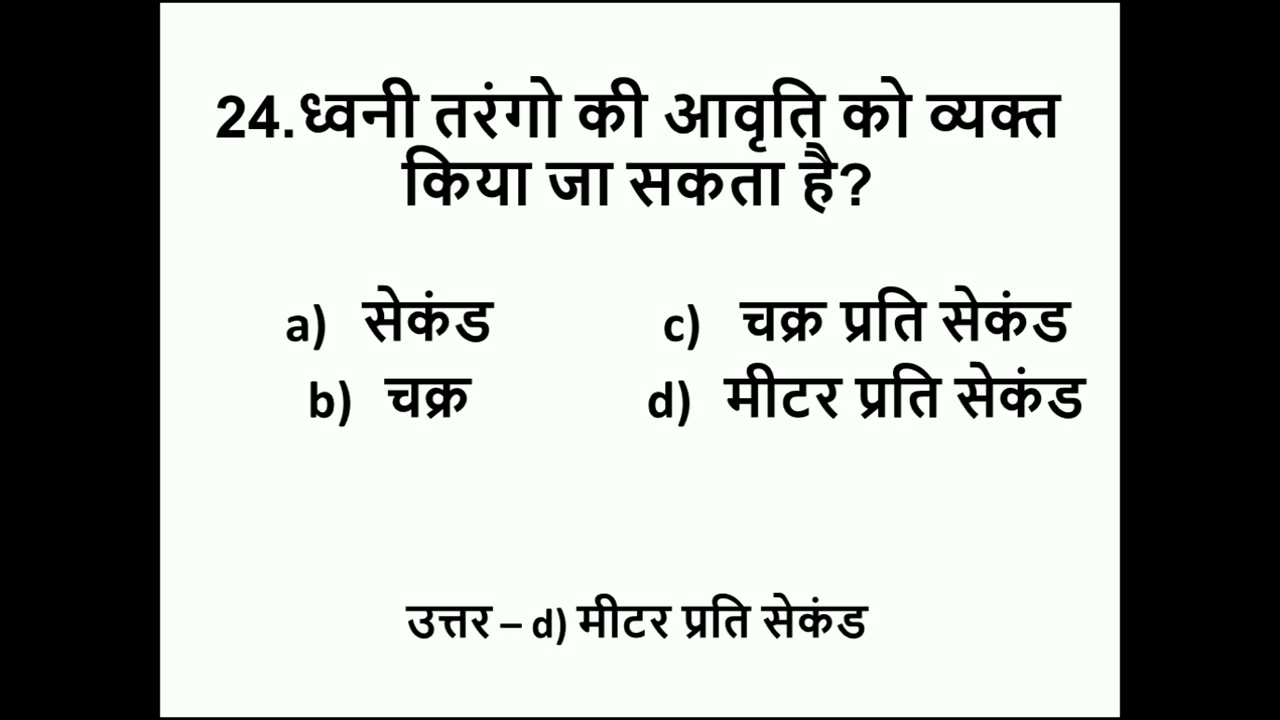 24.ध्वनी तरंगो की आवृति को व्यक्त
किया जा सकता है?
a) सेकंड
b) चक्र
c) चक्र प्रति सेकंड
d) मीटर प्रति सेकंड
उत्तर – d) मीटर प्रति सेकंड